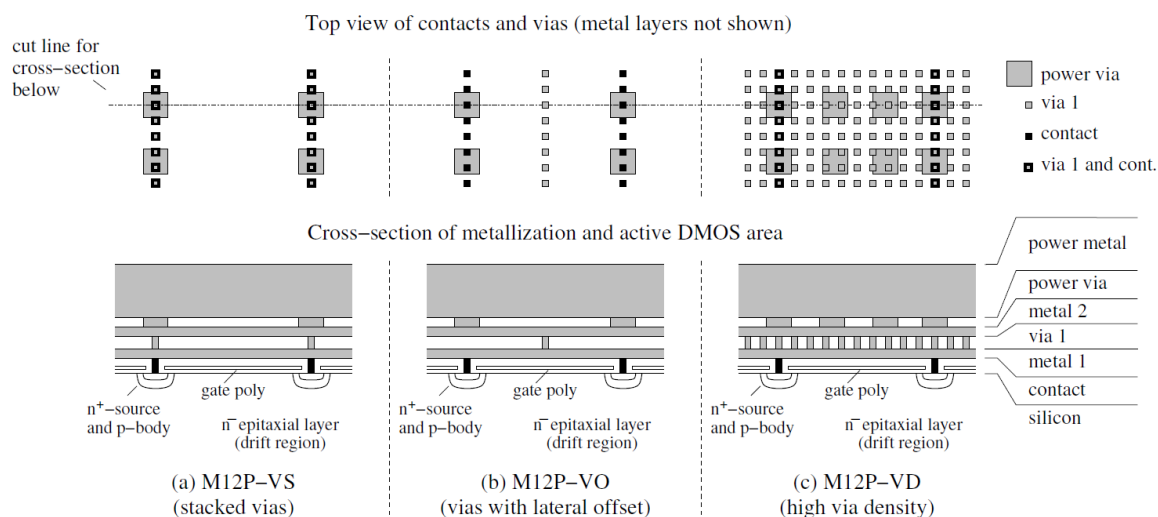 Top view of contacts and vias (metal layers not shown)
cut line for
cross−section
below
power via
via 1
contact
via 1 and cont.
Cross−section of metallization and active DMOS area
power metal
power via
metal 2
via 1
metal 1
contact
silicon
gate poly
n+−source
and p−body
n− epitaxial layer
(drift region)
gate poly
n+−source
and p−body
n− epitaxial layer
(drift region)
gate poly
n+−source
and p−body
n− epitaxial layer
(drift region)
(a) M12P−VS
(stacked vias)
(b) M12P−VO
(vias with lateral offset)
(c) M12P−VD
(high via density)